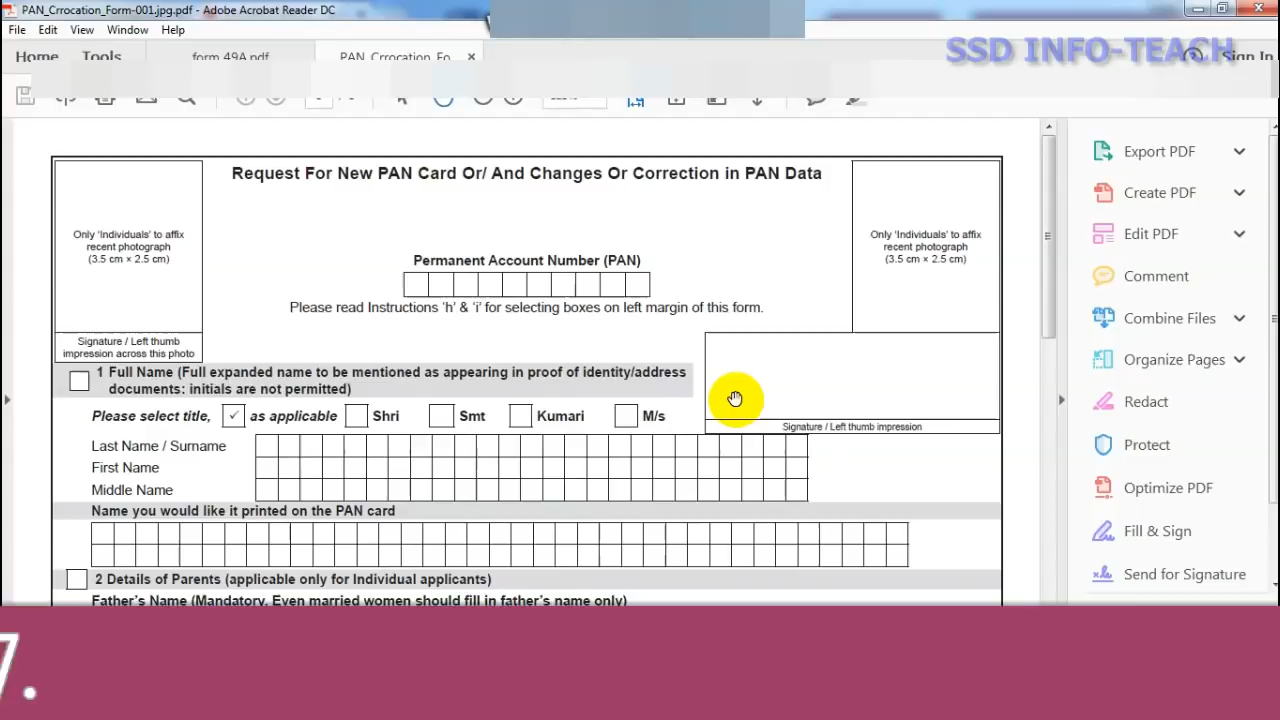 PAN_Crrocation_Form-001.jpg.pdf - Adobe Acrobat Reader DC
File Edit View Window Help
SSD INFO-TEACH
Home Tools form 49A.pdf PAN_Crrocation_Fo... × Sign In
Request For New PAN Card Or/ And Changes Or Correction in PAN Data
Only ‘Individuals’ to affix
recent photograph
(3.5 cm × 2.5 cm)
Only ‘Individuals’ to affix
recent photograph
(3.5 cm × 2.5 cm)
Permanent Account Number (PAN)
Please read Instructions ‘h’ & ‘i’ for selecting boxes on left margin of this form.
Signature / Left thumb
impression across this photo
1 Full Name (Full expanded name to be mentioned as appearing in proof of identity/address
documents: initials are not permitted)
Please select title, ✓ as applicable Shri Smt Kumari M/s
Signature / Left thumb impression
Last Name / Surname
First Name
Middle Name
Name you would like it printed on the PAN card
2 Details of Parents (applicable only for Individual applicants)
Father’s Name (Mandatory. Even married women should fill in father’s name only)
Export PDF
Create PDF
Edit PDF
Comment
Combine Files
Organize Pages
Redact
Protect
Optimize PDF
Fill & Sign
Send for Signature
7.